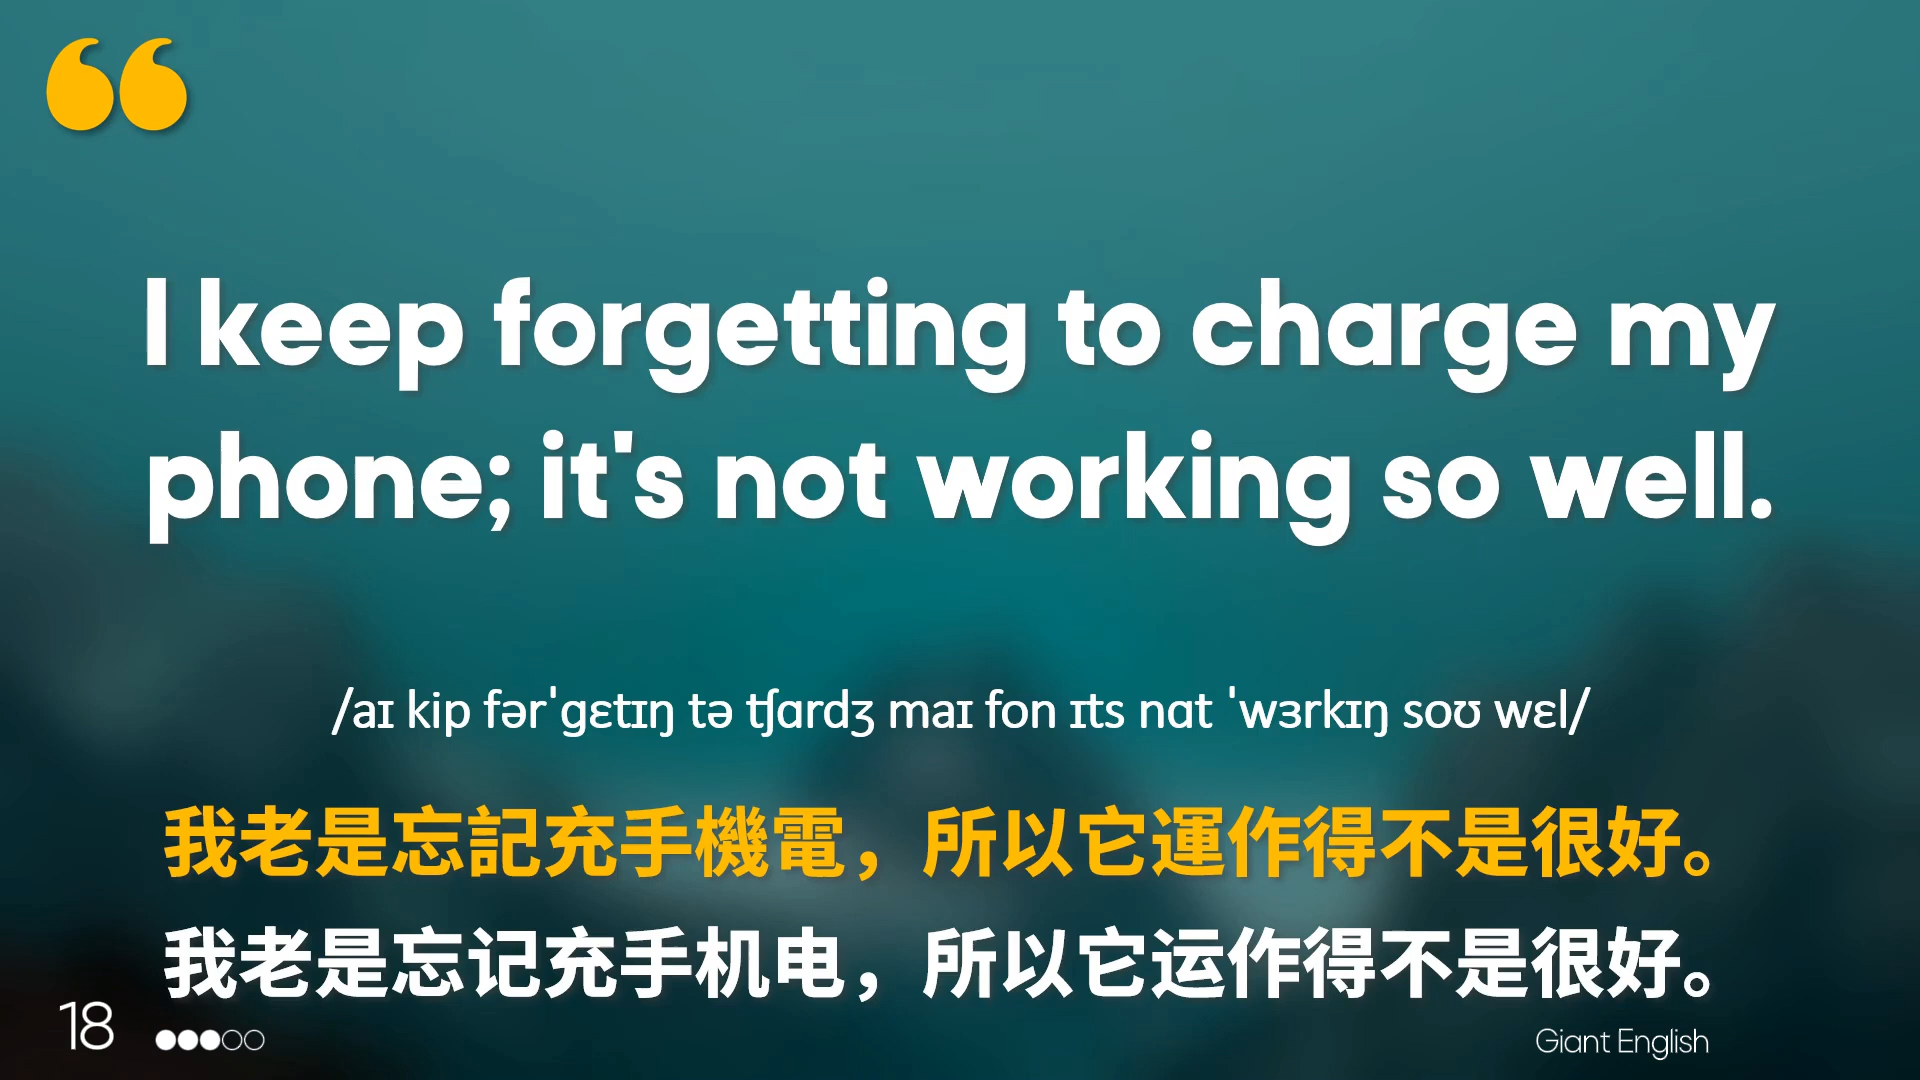 I keep forgetting to charge my
phone; it's not working so well.
/aɪ kip fərˈɡɛtɪŋ tə ʧɑrdʒ maɪ fon ɪts nɑt ˈwɜrkɪŋ soʊ wɛl/
我老是忘記充手機電，所以它運作得不是很好。
我老是忘记充手机电，所以它运作得不是很好。
18
Giant English